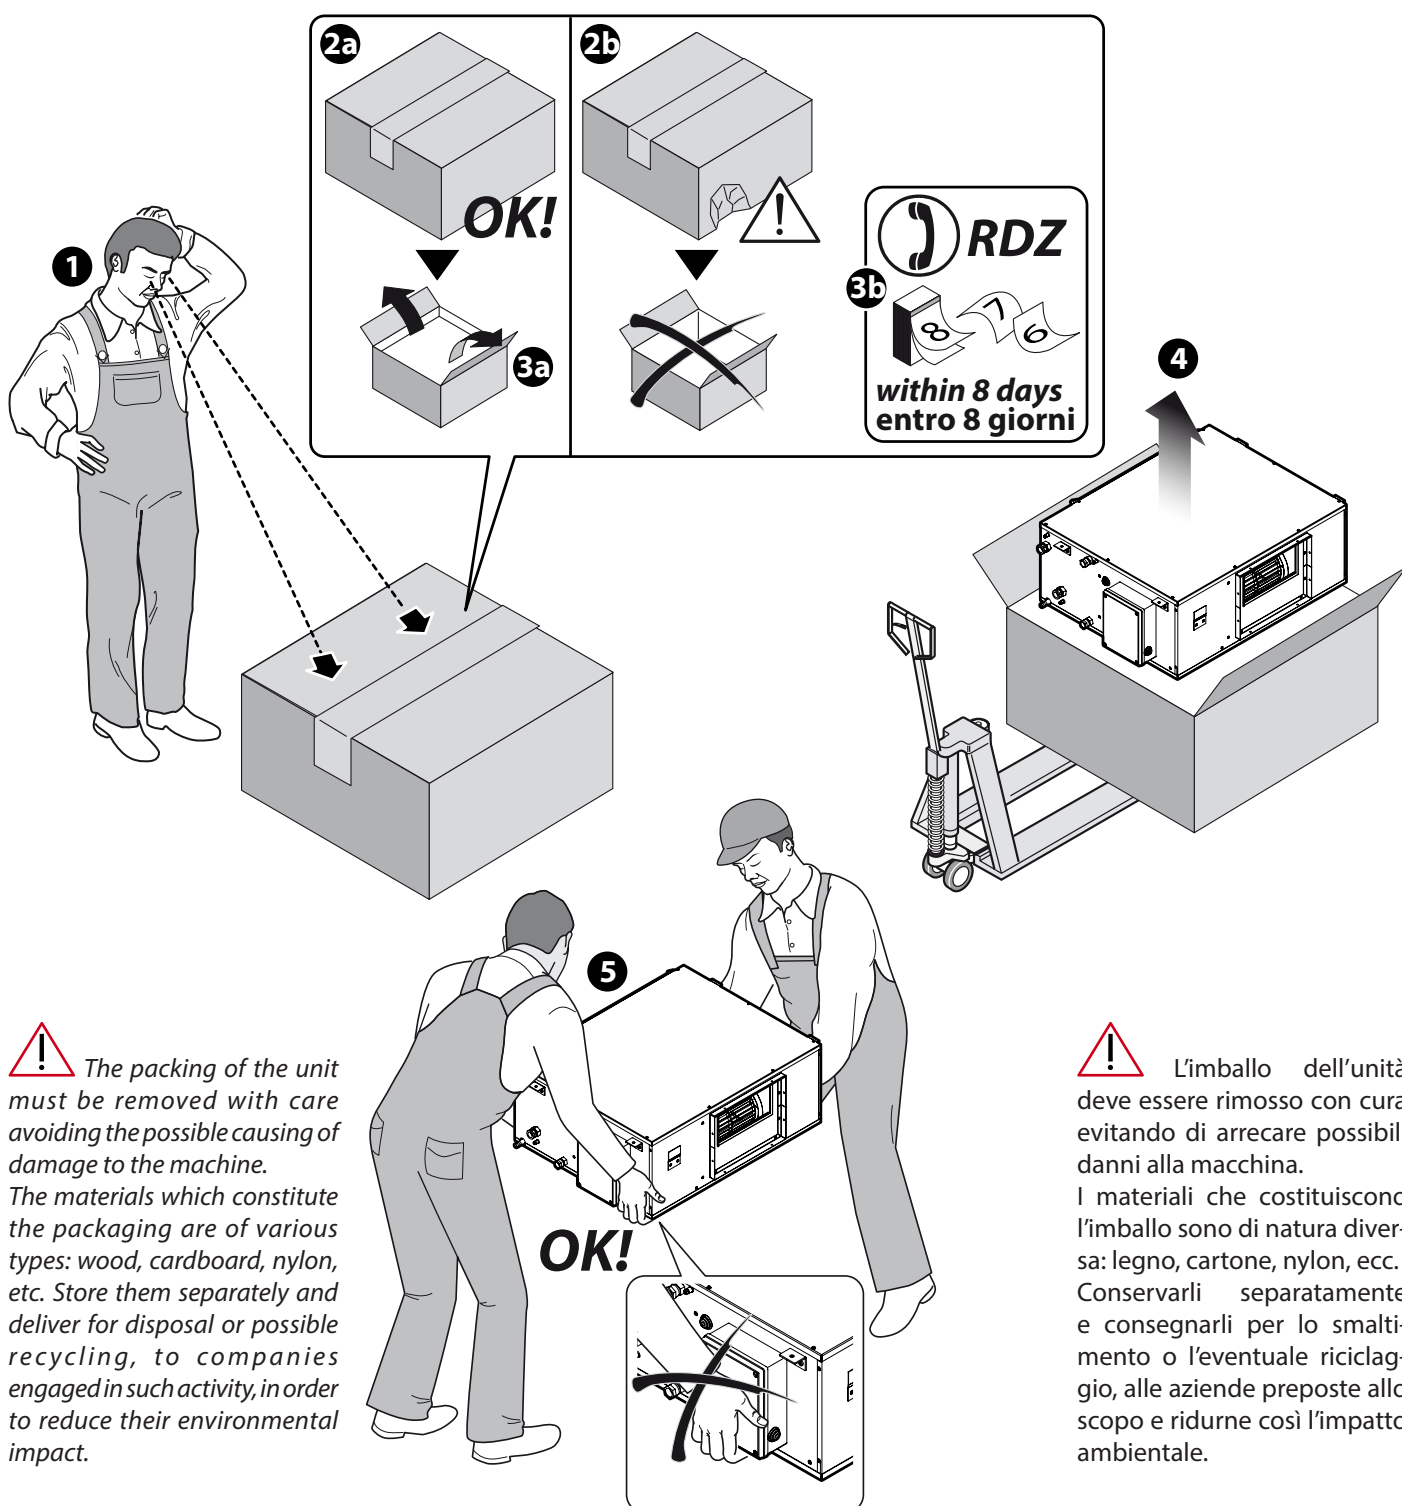 2a
2b
OK!
1
RDZ
3b
8 7 6
3a
within 8 days
entro 8 giorni
4
5
OK!
The packing of the unit
must be removed with care
avoiding the possible causing of
damage to the machine.
The materials which constitute
the packaging are of various
types: wood, cardboard, nylon,
etc. Store them separately and
deliver for disposal or possible
recycling, to companies
engaged in such activity, in order
to reduce their environmental
impact.
L’imballo dell’unità
deve essere rimosso con cura
evitando di arrecare possibil
danni alla macchina.
I materiali che costituiscono
l’imballo sono di natura diver-
sa: legno, cartone, nylon, ecc.
Conservarli separatamente
e consegnarli per lo smalti-
mento o l’eventuale riciclag-
gio, alle aziende preposte allo
scopo e ridurne così l’impatto
ambientale.